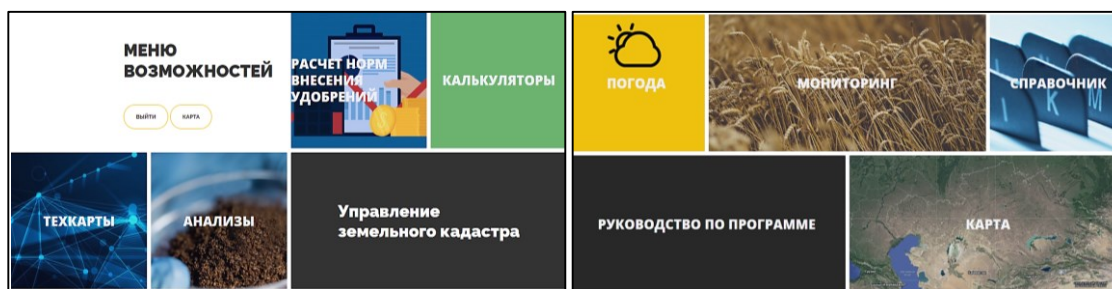 МЕНЮ
ВОЗМОЖНОСТЕЙ
ВЫЙТИ
КАРТА
РАСЧЕТ НОРМ
ВНЕСЕНИЯ
УДОБРЕНИЙ
КАЛЬКУЛЯТОРЫ
ТЕХКАРТЫ
АНАЛИЗЫ
Управление
земельного кадастра
ПОГОДА
МОНИТОРИНГ
СПРАВОЧНИК
I K M
РУКОВОДСТВО ПО ПРОГРАММЕ
КАРТА